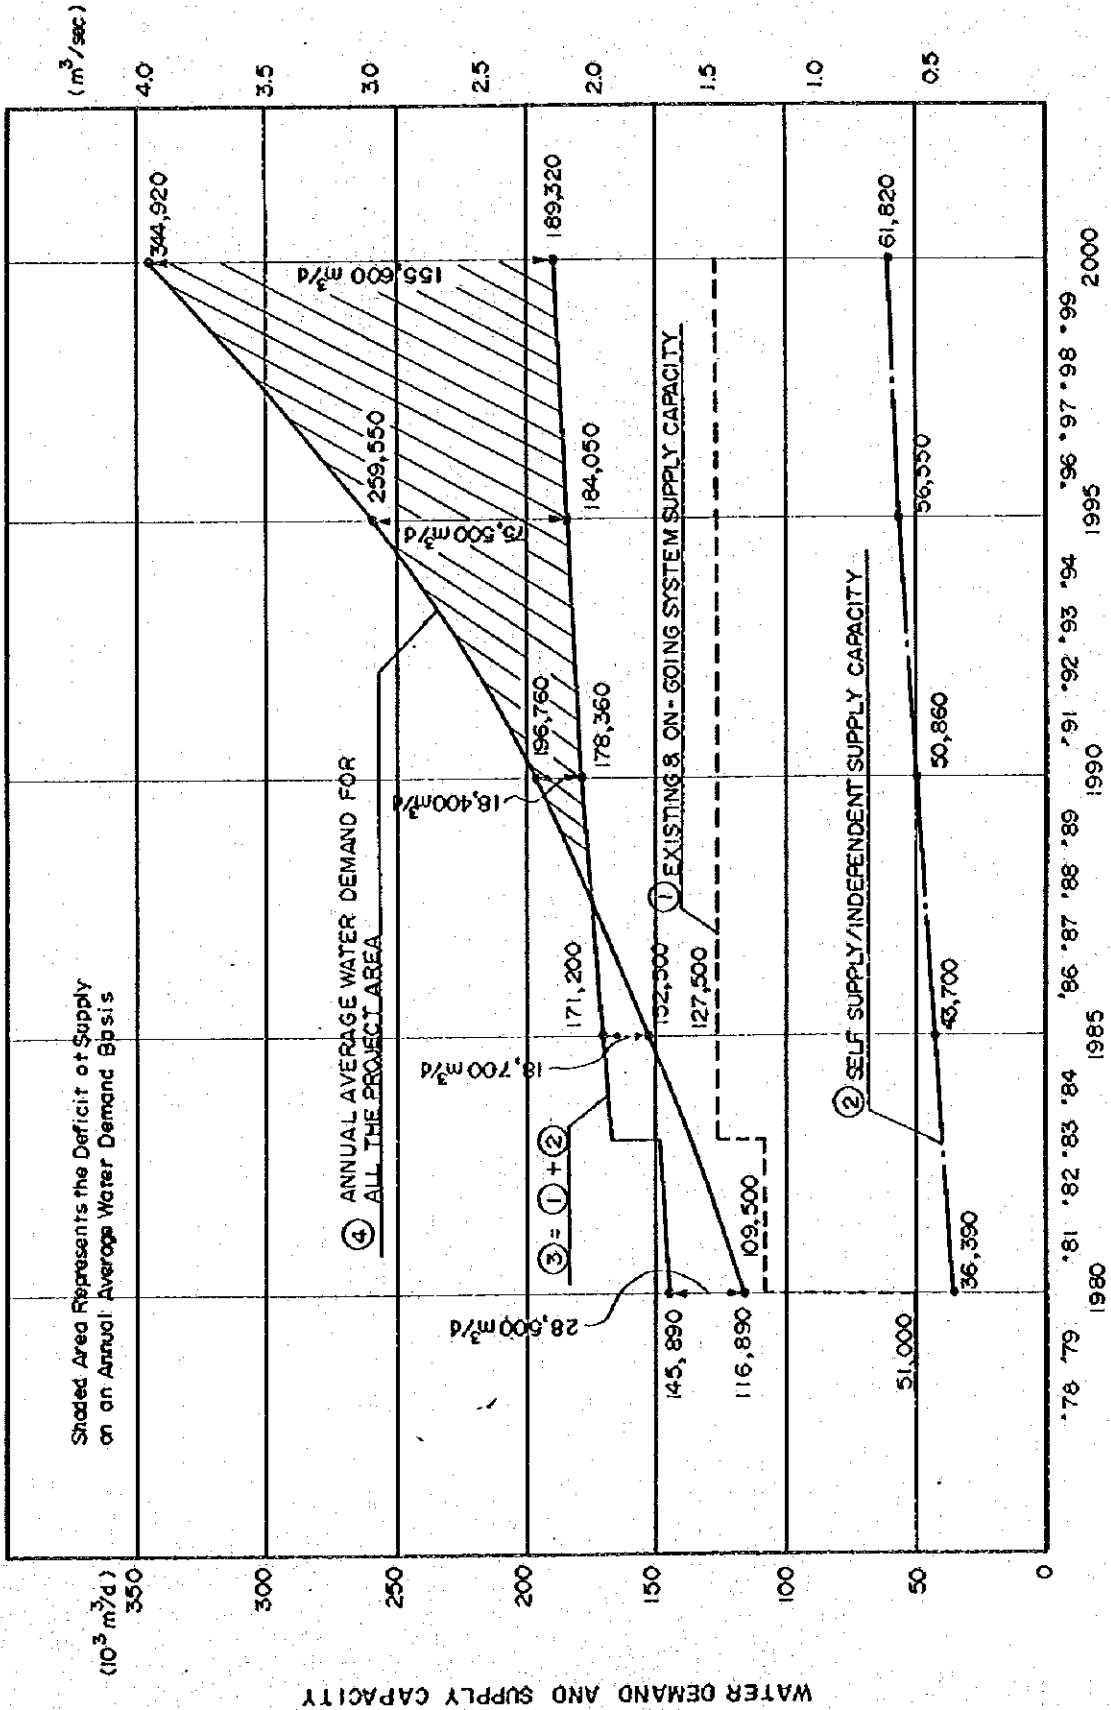 Shaded Area Represents the Deficit of Supply
on an Annual Average Water Demand Basis
(10³ m³/d)
(m³/sec)
WATER DEMAND AND SUPPLY CAPACITY
350
300
250
200
150
100
50
0
4.0
3.5
3.0
2.5
2.0
1.5
1.0
0.5
④ ANNUAL AVERAGE WATER DEMAND FOR
ALL THE PROJECT AREA
③ = ① + ②
① EXISTING & ON-GOING SYSTEM SUPPLY CAPACITY
② SELF SUPPLY/INDEPENDENT SUPPLY CAPACITY
344,920
259,550
196,760
152,500
116,890
189,320
184,050
178,360
171,200
145,890
155,600 m³/d
75,500 m³/d
18,400 m³/d
18,700 m³/d
28,500 m³/d
127,500
109,500
61,820
56,550
50,860
43,700
36,390
51,000
'78 '79 1980 '81 '82 '83 '84 1985 '86 '87 '88 '89 1990 '91 '92 '93 '94 1995 '96 '97 '98 '99 2000